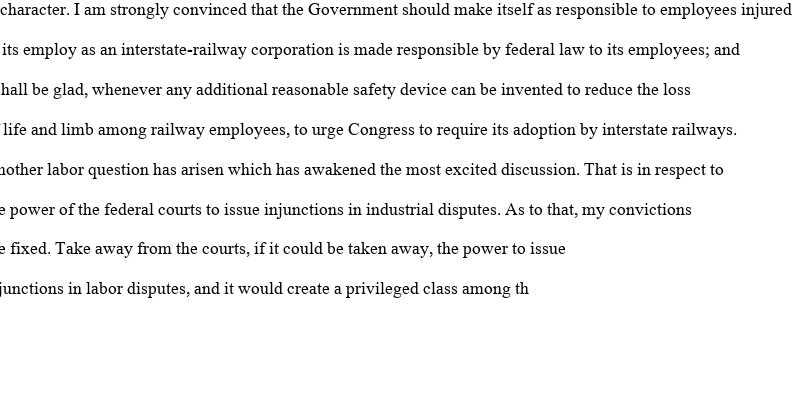 character. I am strongly convinced that the Government should make itself as responsible to employees injured
its employ as an interstate-railway corporation is made responsible by federal law to its employees; and
hall be glad, whenever any additional reasonable safety device can be invented to reduce the loss
life and limb among railway employees, to urge Congress to require its adoption by interstate railways.
nother labor question has arisen which has awakened the most excited discussion. That is in respect to
e power of the federal courts to issue injunctions in industrial disputes. As to that, my convictions
e fixed. Take away from the courts, if it could be taken away, the power to issue
junctions in labor disputes, and it would create a privileged class among th